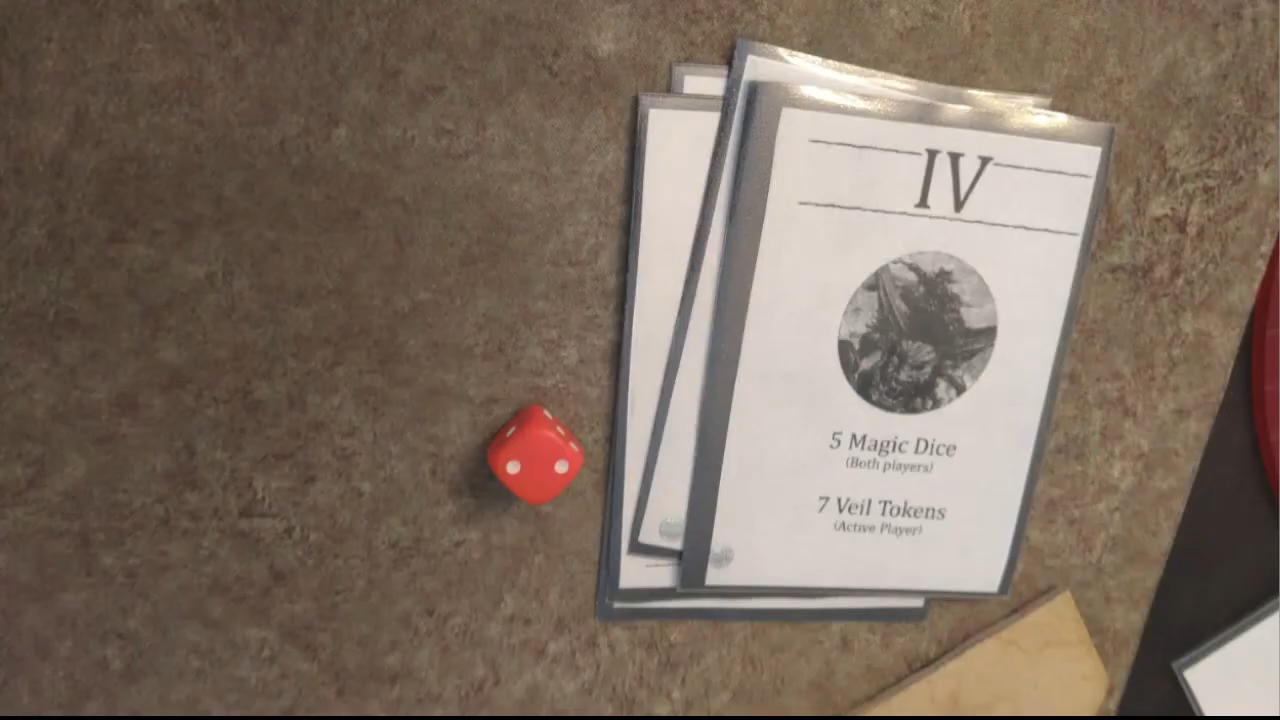 IV
5 Magic Dice
(Both players)
7 Veil Tokens
(Active Player)